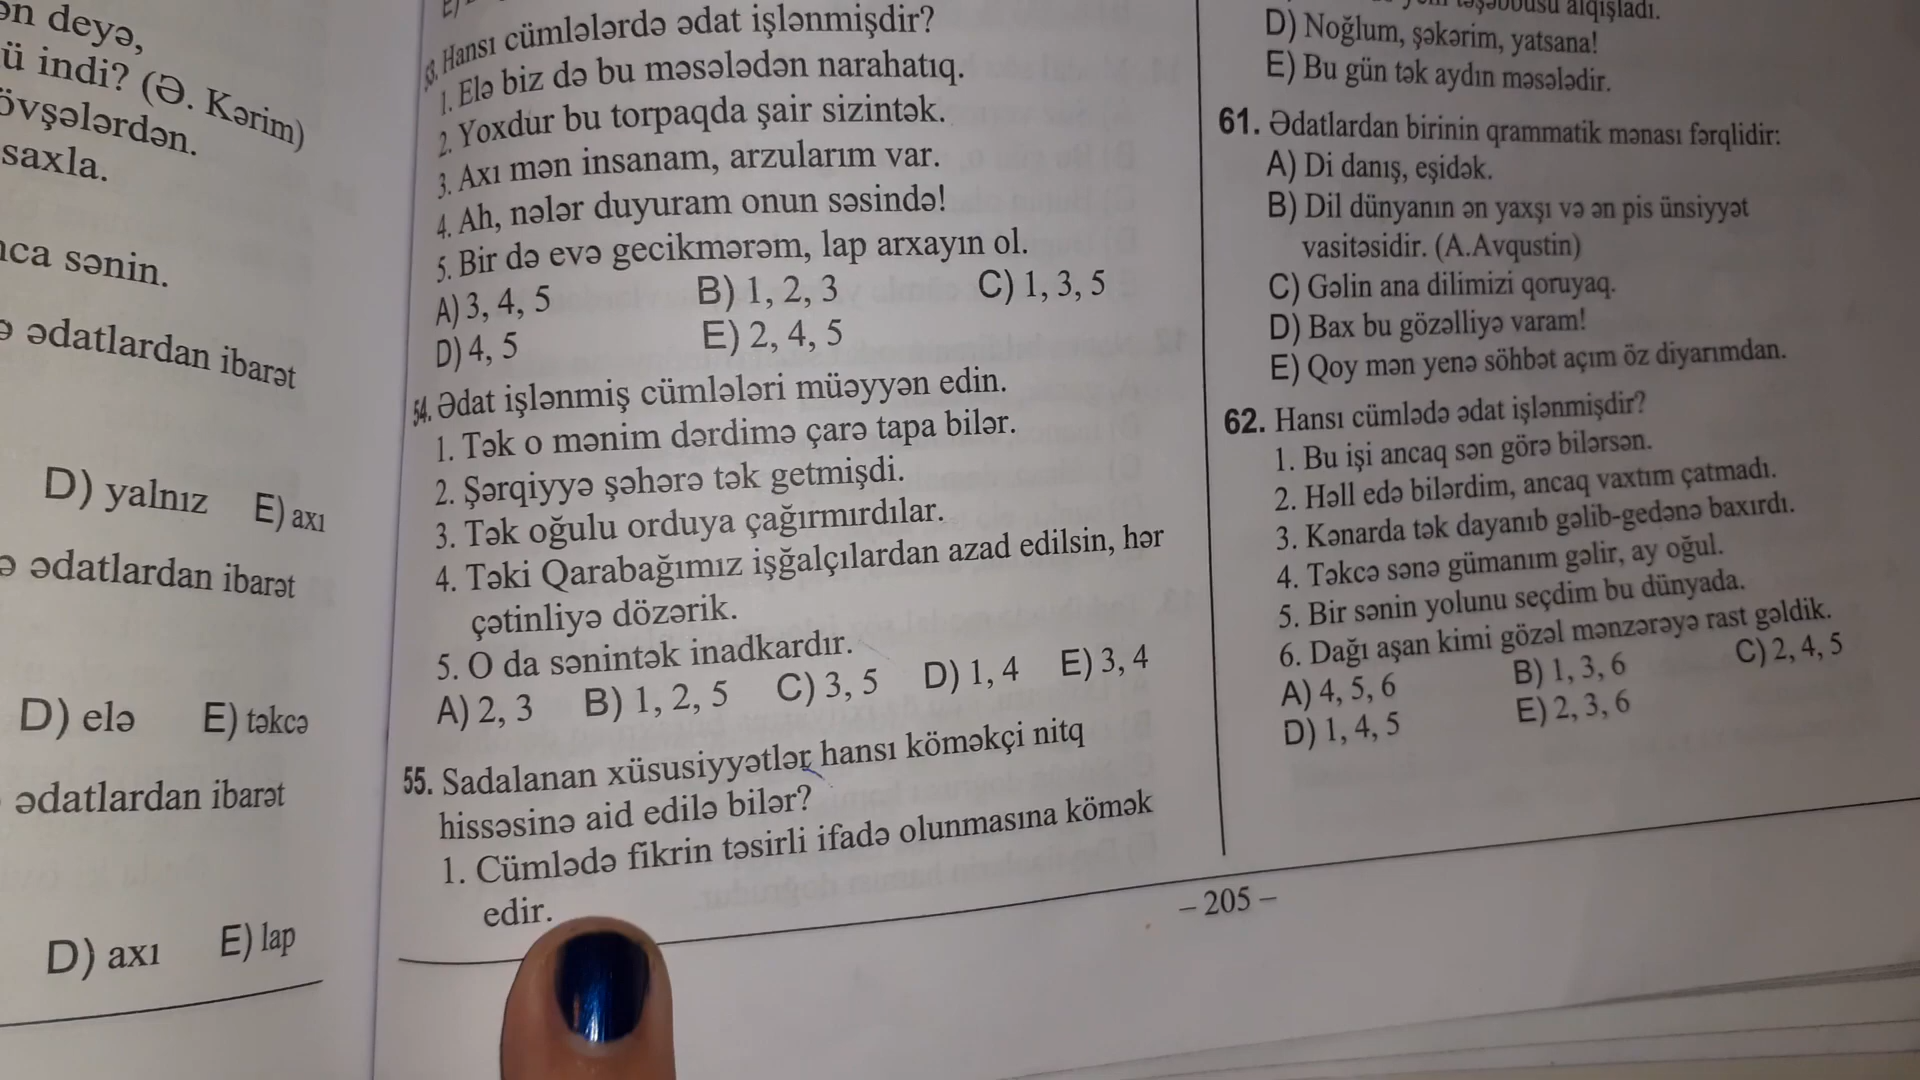 ən deyə,
ü indi? (Ə. Kərim)
övşələrdən.
saxla.
ıca sənin.
ə ədatlardan ibarət
D) yalnız E) axı
ə ədatlardan ibarət
D) elə E) təkcə
ədatlardan ibarət
D) axı E) lap
E)
53. Hansı cümlələrdə ədat işlənmişdir?
1. Elə biz də bu məsələdən narahatıq.
2. Yoxdur bu torpaqda şair sizintək.
3. Axı mən insanam, arzularım var.
4. Ah, nələr duyuram onun səsində!
5. Bir də evə gecikmərəm, lap arxayın ol.
A) 3, 4, 5 B) 1, 2, 3 C) 1, 3, 5
D) 4, 5 E) 2, 4, 5
54. Ədat işlənmiş cümlələri müəyyən edin.
1. Tək o mənim dərdimə çarə tapa bilər.
2. Şərqiyyə şəhərə tək getmişdi.
3. Tək oğulu orduya çağırmırdılar.
4. Təki Qarabağımız işğalçılardan azad edilsin, hər
çətinliyə dözərik.
5. O da sənintək inadkardır.
A) 2, 3 B) 1, 2, 5 C) 3, 5 D) 1, 4 E) 3, 4
55. Sadalanan xüsusiyyətlər hansı köməkçi nitq
hissəsinə aid edilə bilər?
1. Cümlədə fikrin təsirli ifadə olunmasına kömək
edir.
təşəbbüsü alqışladı.
D) Noğlum, şəkərim, yatsana!
E) Bu gün tək aydın məsələdir.
61. Ədatlardan birinin qrammatik mənası fərqlidir:
A) Di danış, eşidək.
B) Dil dünyanın ən yaxşı və ən pis ünsiyyət
vasitəsidir. (A.Avqustin)
C) Gəlin ana dilimizi qoruyaq.
D) Bax bu gözəlliyə varam!
E) Qoy mən yenə söhbət açım öz diyarımdan.
62. Hansı cümlədə ədat işlənmişdir?
1. Bu işi ancaq sən görə bilərsən.
2. Həll edə bilərdim, ancaq vaxtım çatmadı.
3. Kənarda tək dayanıb gəlib-gedənə baxırdı.
4. Təkcə sənə gümanım gəlir, ay oğul.
5. Bir sənin yolunu seçdim bu dünyada.
6. Dağı aşan kimi gözəl mənzərəyə rast gəldik.
A) 4, 5, 6 B) 1, 3, 6 C) 2, 4, 5
D) 1, 4, 5 E) 2, 3, 6
– 205 –